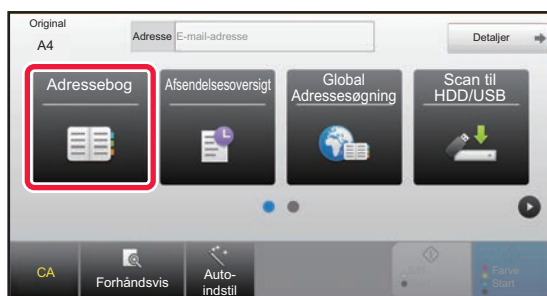 Original
A4
Adresse E-mail-adresse
Detaljer
Adressebog
Afsendelsesoversigt
Global
Adressesøgning
Scan til
HDD/USB
CA
Forhåndsvis
Auto-
indstil
Farve
Start